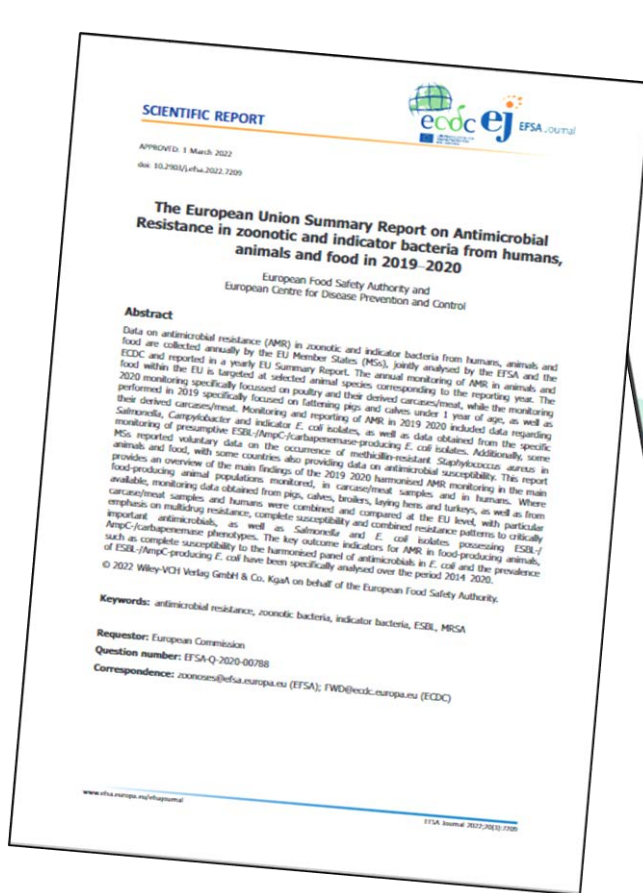 SCIENTIFIC REPORT
ecdc ej EFSA Journal
APPROVED: 1 March 2022
doi: 10.2903/j.efsa.2022.7209
The European Union Summary Report on Antimicrobial
Resistance in zoonotic and indicator bacteria from humans,
animals and food in 2019–2020
European Food Safety Authority and
European Centre for Disease Prevention and Control
Abstract
Data on antimicrobial resistance (AMR) in zoonotic and indicator bacteria from humans, animals and
food are collected annually by the EU Member States (MSs), jointly analysed by the EFSA and the
ECDC and reported in a yearly EU Summary Report. The annual monitoring of AMR in animals and
food within the EU is targeted at selected animal species corresponding to the reporting year. The
2020 monitoring specifically focussed on poultry and their derived carcases/meat, while the monitoring
performed in 2019 specifically focused on fattening pigs and calves under 1 year of age, as well as
their derived carcases/meat. Monitoring and reporting of AMR in 2019 2020 included data regarding
Salmonella, Campylobacter and indicator E. coli isolates, as well as data obtained from the specific
monitoring of presumptive ESBL-/AmpC-/carbapenemase-producing E. coli isolates. Additionally, some
MSs reported voluntary data on the occurrence of methicillin-resistant Staphylococcus aureus in
animals and food, with some countries also providing data on antimicrobial susceptibility. This report
provides an overview of the main findings of the 2019 2020 harmonised AMR monitoring in the main
food-producing animal populations monitored, in carcase/meat samples and in humans. Where
available, monitoring data obtained from pigs, calves, broilers, laying hens and turkeys, as well as from
carcase/meat samples and humans were combined and compared at the EU level, with particular
emphasis on multidrug resistance, complete susceptibility and combined resistance patterns to critically
important antimicrobials, as well as Salmonella and E. coli isolates possessing ESBL-/
AmpC-/carbapenemase phenotypes. The key outcome indicators for AMR in food-producing animals,
such as complete susceptibility to the harmonised panel of antimicrobials in E. coli and the prevalence
of ESBL-/AmpC-producing E. coli have been specifically analysed over the period 2014 2020.
© 2022 Wiley-VCH Verlag GmbH & Co. KgaA on behalf of the European Food Safety Authority.
Keywords: antimicrobial resistance, zoonotic bacteria, indicator bacteria, ESBL, MRSA
Requestor: European Commission
Question number: EFSA-Q-2020-00788
Correspondence: zoonoses@efsa.europa.eu (EFSA); FWD@ecdc.europa.eu (ECDC)
www.efsa.europa.eu/efsajournal
EFSA Journal 2022;20(3):7209